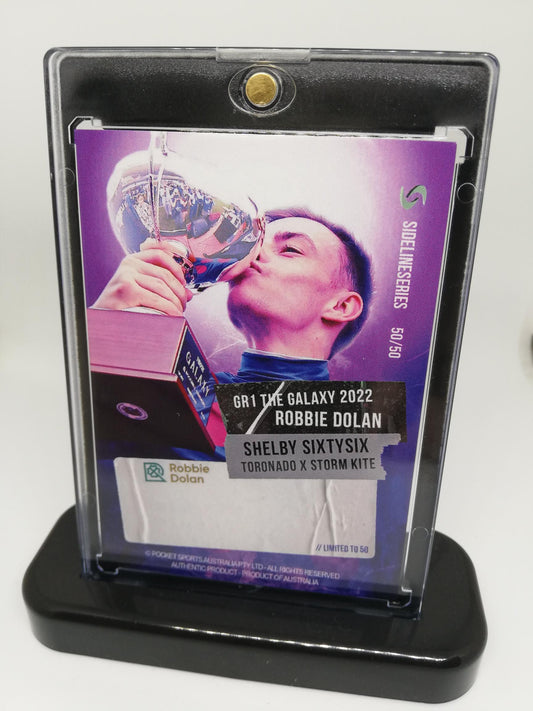 SIDELINESERIES 50/50
GALAXY
GR1 THE GALAXY 2022
ROBBIE DOLAN
SHELBY SIXTYSIX
TORONADO X STORM KITE
Robbie
Dolan
// LIMITED TO 50
© POCKET SPORTS AUSTRALIA PTY LTD - ALL RIGHTS RESERVED
AUTHENTIC PRODUCT - PRODUCT OF AUSTRALIA